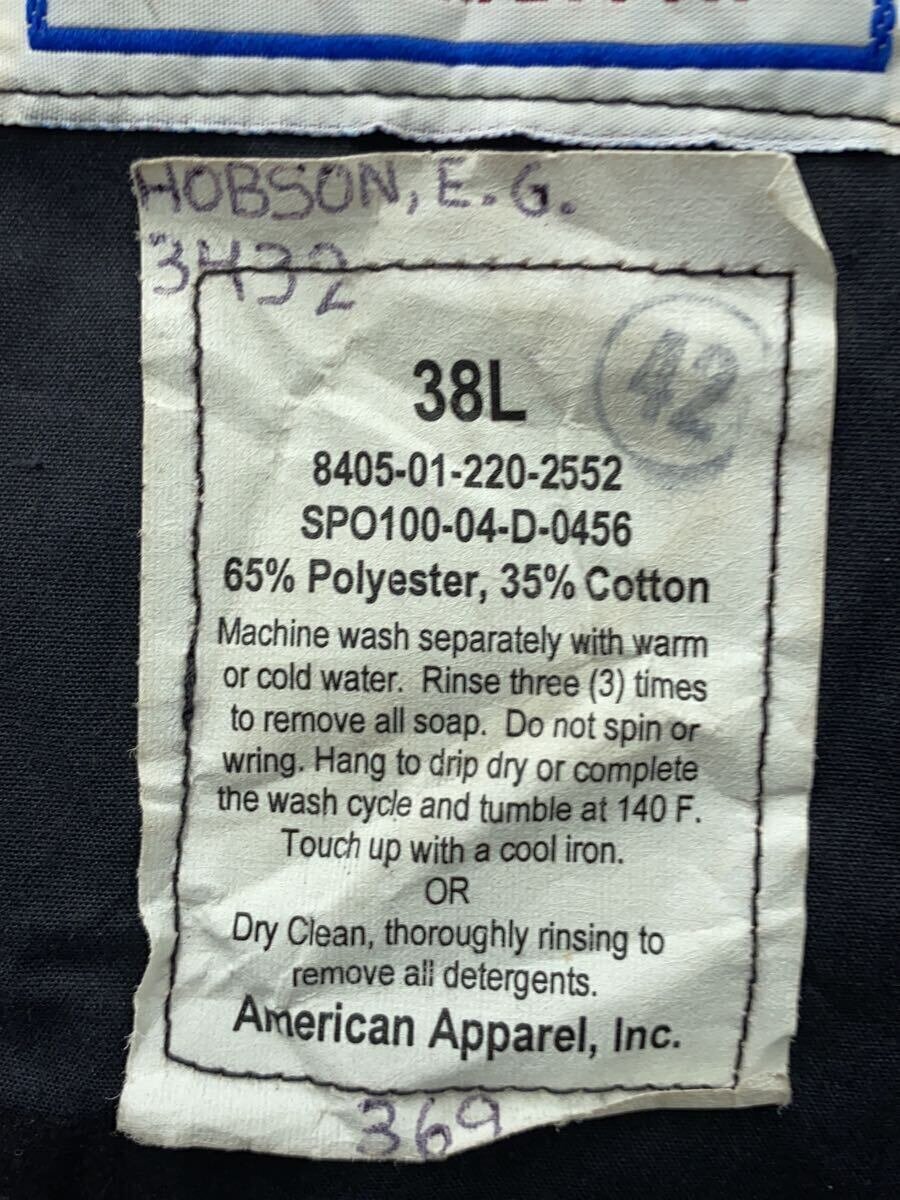 HOBSON, E. G.
3432
42
38L
8405-01-220-2552
SPO100-04-D-0456
65% Polyester, 35% Cotton
Machine wash separately with warm
or cold water. Rinse three (3) times
to remove all soap. Do not spin or
wring. Hang to drip dry or complete
the wash cycle and tumble at 140 F.
Touch up with a cool iron.
OR
Dry Clean, thoroughly rinsing to
remove all detergents.
American Apparel, Inc.
369